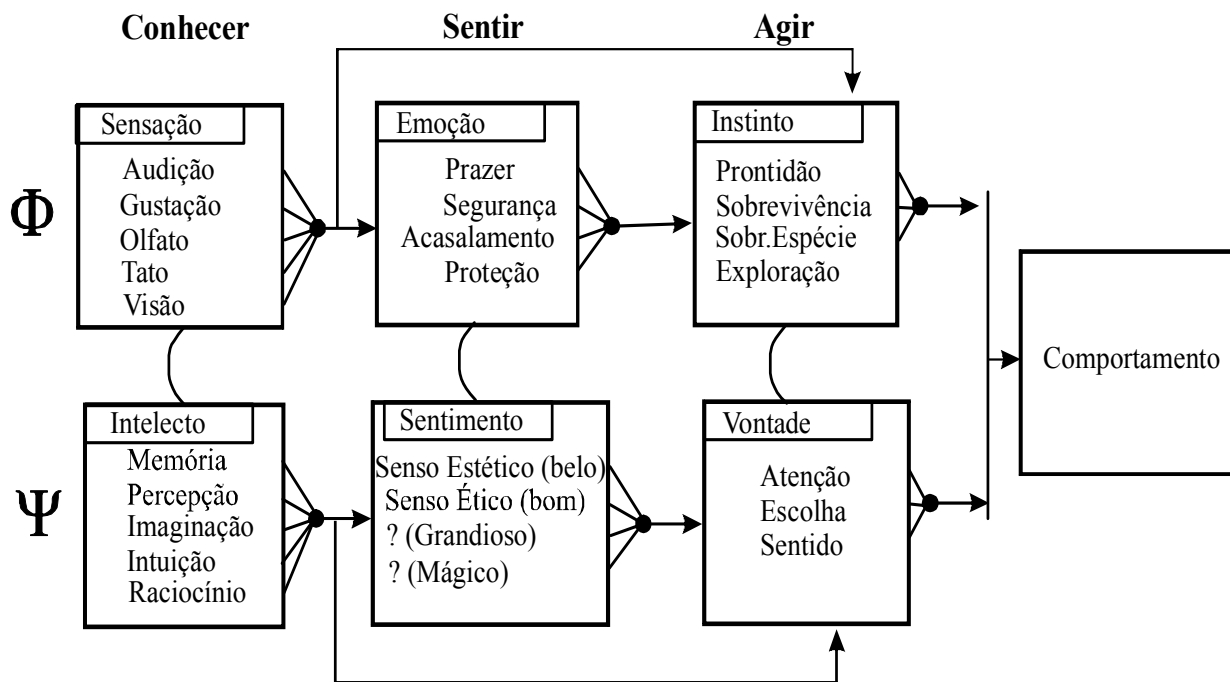 Conhecer Sentir Agir
Φ
Sensação
Audição
Gustação
Olfato
Tato
Visão
Emoção
Prazer
Segurança
Acasalamento
Proteção
Instinto
Prontidão
Sobrevivência
Sobr.Espécie
Exploração
Ψ
Intelecto
Memória
Percepção
Imaginação
Intuição
Raciocínio
Sentimento
Senso Estético (belo)
Senso Ético (bom)
? (Grandioso)
? (Mágico)
Vontade
Atenção
Escolha
Sentido
Comportamento